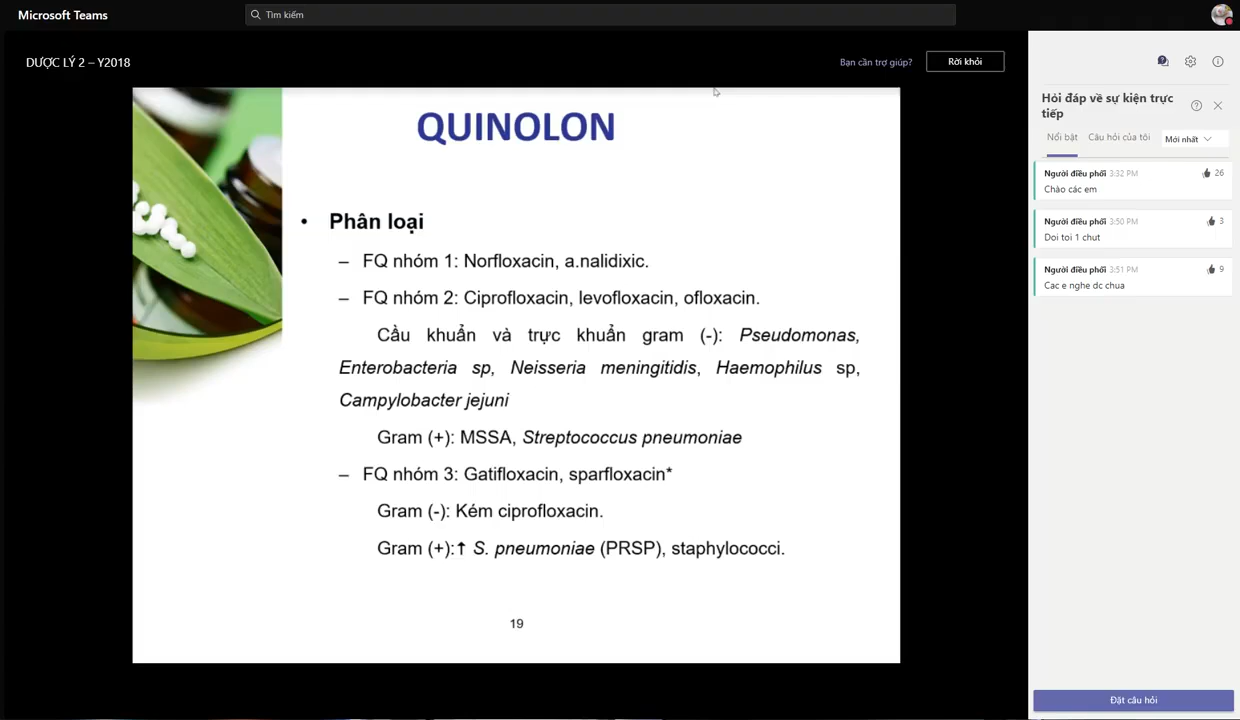 Microsoft Teams
Tìm kiếm
DƯỢC LÝ 2 – Y2018
Bạn cần trợ giúp?
Rời khỏi
QUINOLON
• Phân loại
– FQ nhóm 1: Norfloxacin, a.nalidixic.
– FQ nhóm 2: Ciprofloxacin, levofloxacin, ofloxacin.
Cầu khuẩn và trực khuẩn gram (-): Pseudomonas,
Enterobacteria sp, Neisseria meningitidis, Haemophilus sp,
Campylobacter jejuni
Gram (+): MSSA, Streptococcus pneumoniae
– FQ nhóm 3: Gatifloxacin, sparfloxacin*
Gram (-): Kém ciprofloxacin.
Gram (+):↑ S. pneumoniae (PRSP), staphylococci.
19
Hỏi đáp về sự kiện trực
tiếp
Nổi bật
Câu hỏi của tôi
Mới nhất
Người điều phối 3:32 PM
26
Chào các em
Người điều phối 3:50 PM
3
Doi toi 1 chut
Người điều phối 3:51 PM
9
Cac e nghe dc chua
Đặt câu hỏi